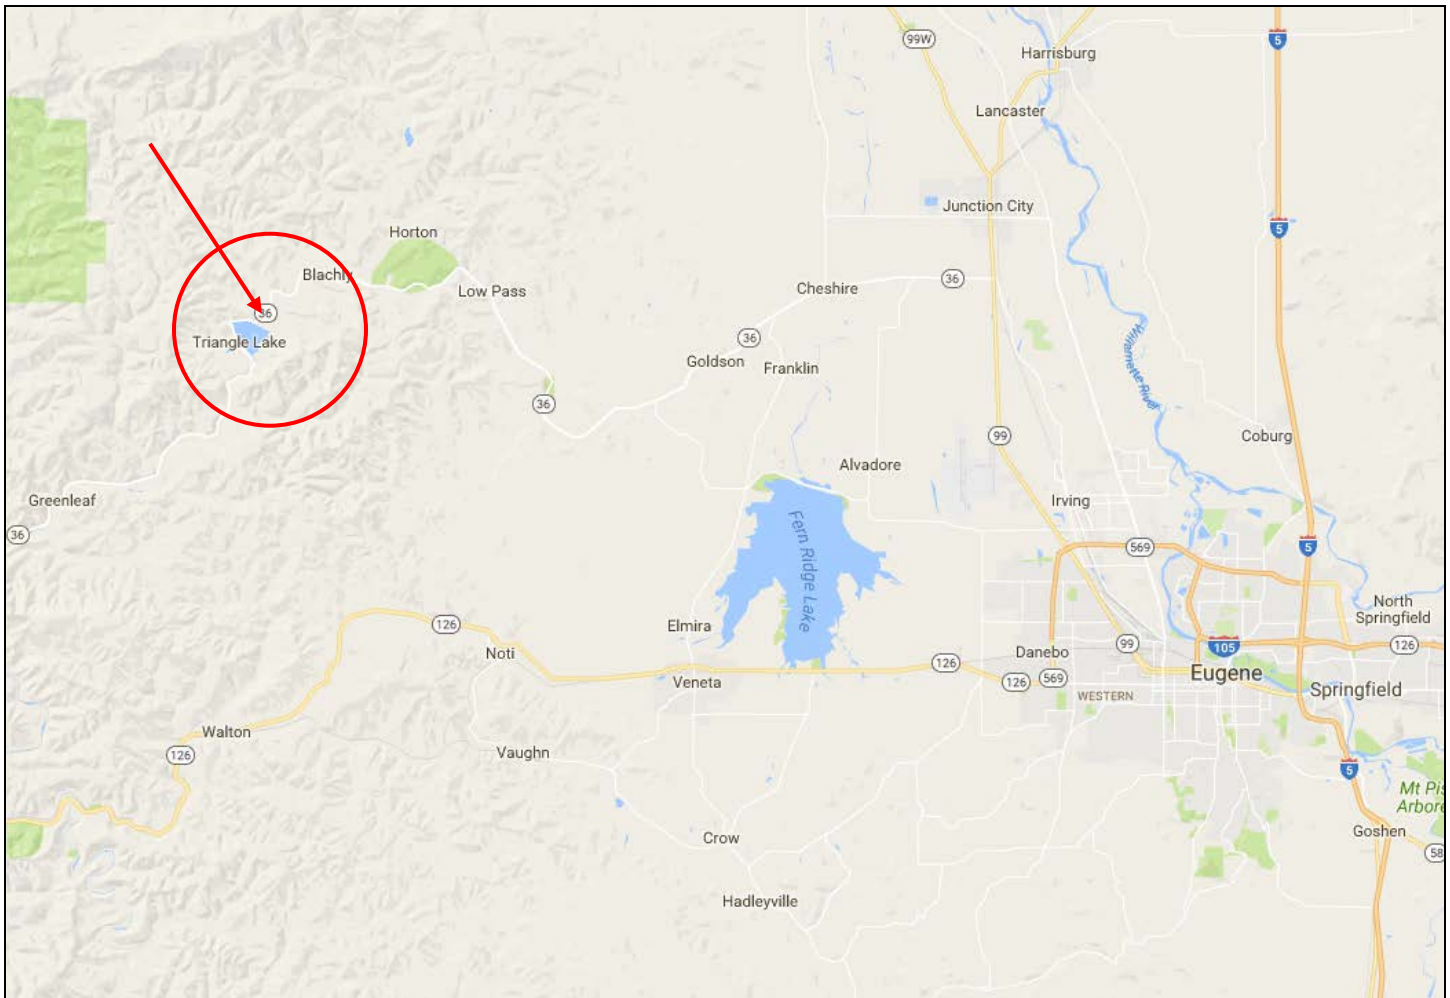 99W
Harrisburg
5
Lancaster
Junction City
5
Horton
Blachly
Low Pass
Cheshire
36
36
Triangle Lake
36
Goldson
Franklin
Willamette River
36
99
Coburg
Alvadore
Greenleaf
Irving
36
Fern Ridge Lake
569
5
North
Springfield
126
Elmira
Noti
Danebo
99
105
126
126
126
569
Eugene
Veneta
WESTERN
Springfield
Walton
126
Vaughn
5
Mt Pis
Arbore
Crow
Goshen
58
Hadleyville